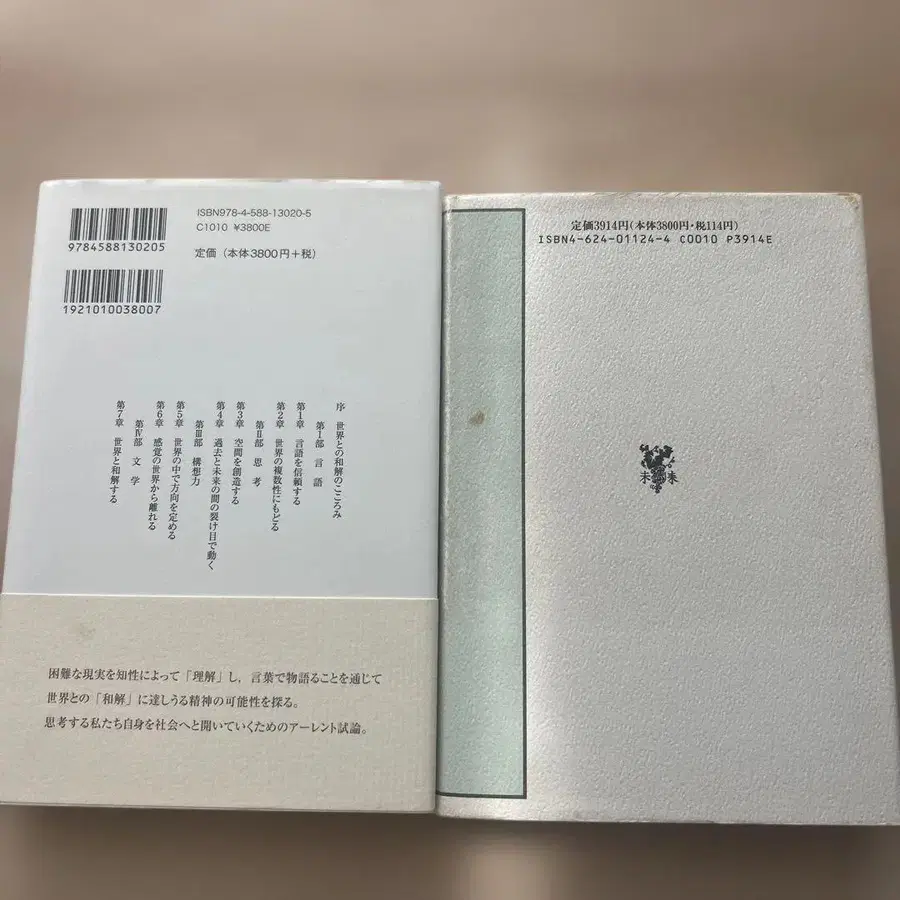 ISBN978-4-588-13020-5
C1010 ¥3800E
定価（本体3800円＋税）
9784588130205
1921010038007
序　世界との和解のこころみ
第Ⅰ部　言　語
第1章　言語を信頼する
第2章　世界の複数性にもどる
第Ⅱ部　思　考
第3章　空間を創造する
第4章　過去と未来の間の裂け目で動く
第Ⅲ部　構想力
第5章　世界の中で方向を定める
第6章　感覚の世界から離れる
第Ⅳ部　文　学
第7章　世界と和解する
困難な現実を知性によって「理解」し，言葉で物語ることを通じて
世界との「和解」に達しうる精神の可能性を探る。
思考する私たち自身を社会へと開いていくためのアーレント試論。
定価3914円(本体3800円・税114円)
ISBN4-624-01124-4 C0010 P3914E
未来